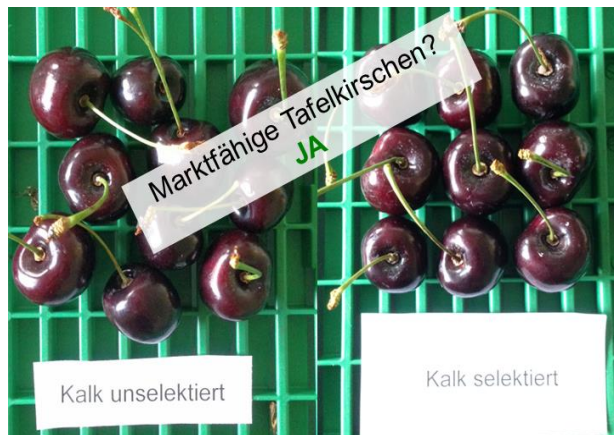 Marktfähige Tafelkirschen?
JA
Kalk unselektiert
Kalk selektiert